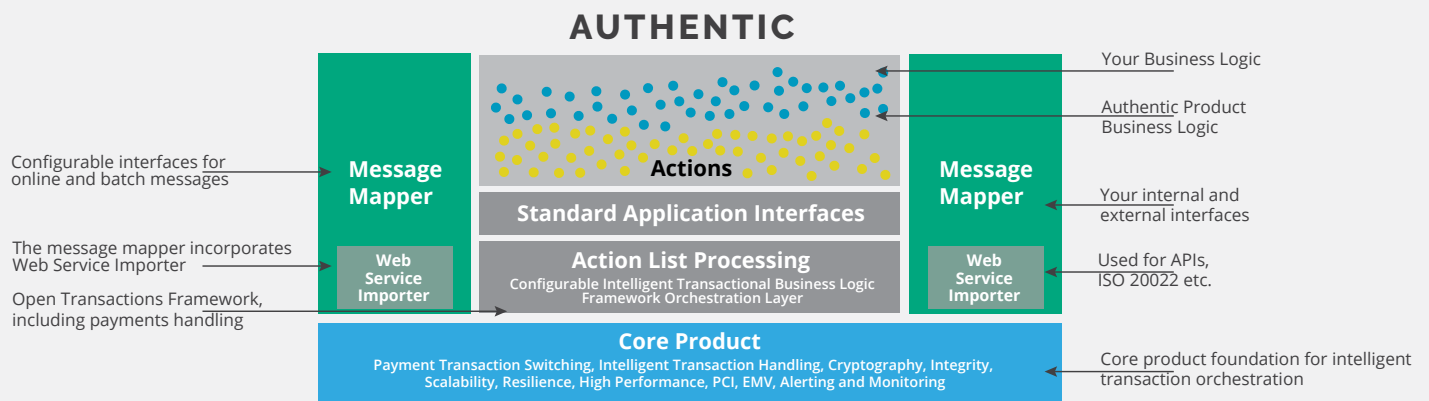 AUTHENTIC
Configurable interfaces for
online and batch messages
The message mapper incorporates
Web Service Importer
Open Transactions Framework,
including payments handling
Message
Mapper
Web
Service
Importer
Actions
Standard Application Interfaces
Action List Processing
Configurable Intelligent Transactional Business Logic
Framework Orchestration Layer
Message
Mapper
Web
Service
Importer
Core Product
Payment Transaction Switching, Intelligent Transaction Handling, Cryptography, Integrity,
Scalability, Resilience, High Performance, PCI, EMV, Alerting and Monitoring
Your Business Logic
Authentic Product
Business Logic
Your internal and
external interfaces
Used for APIs,
ISO 20022 etc.
Core product foundation for intelligent
transaction orchestration